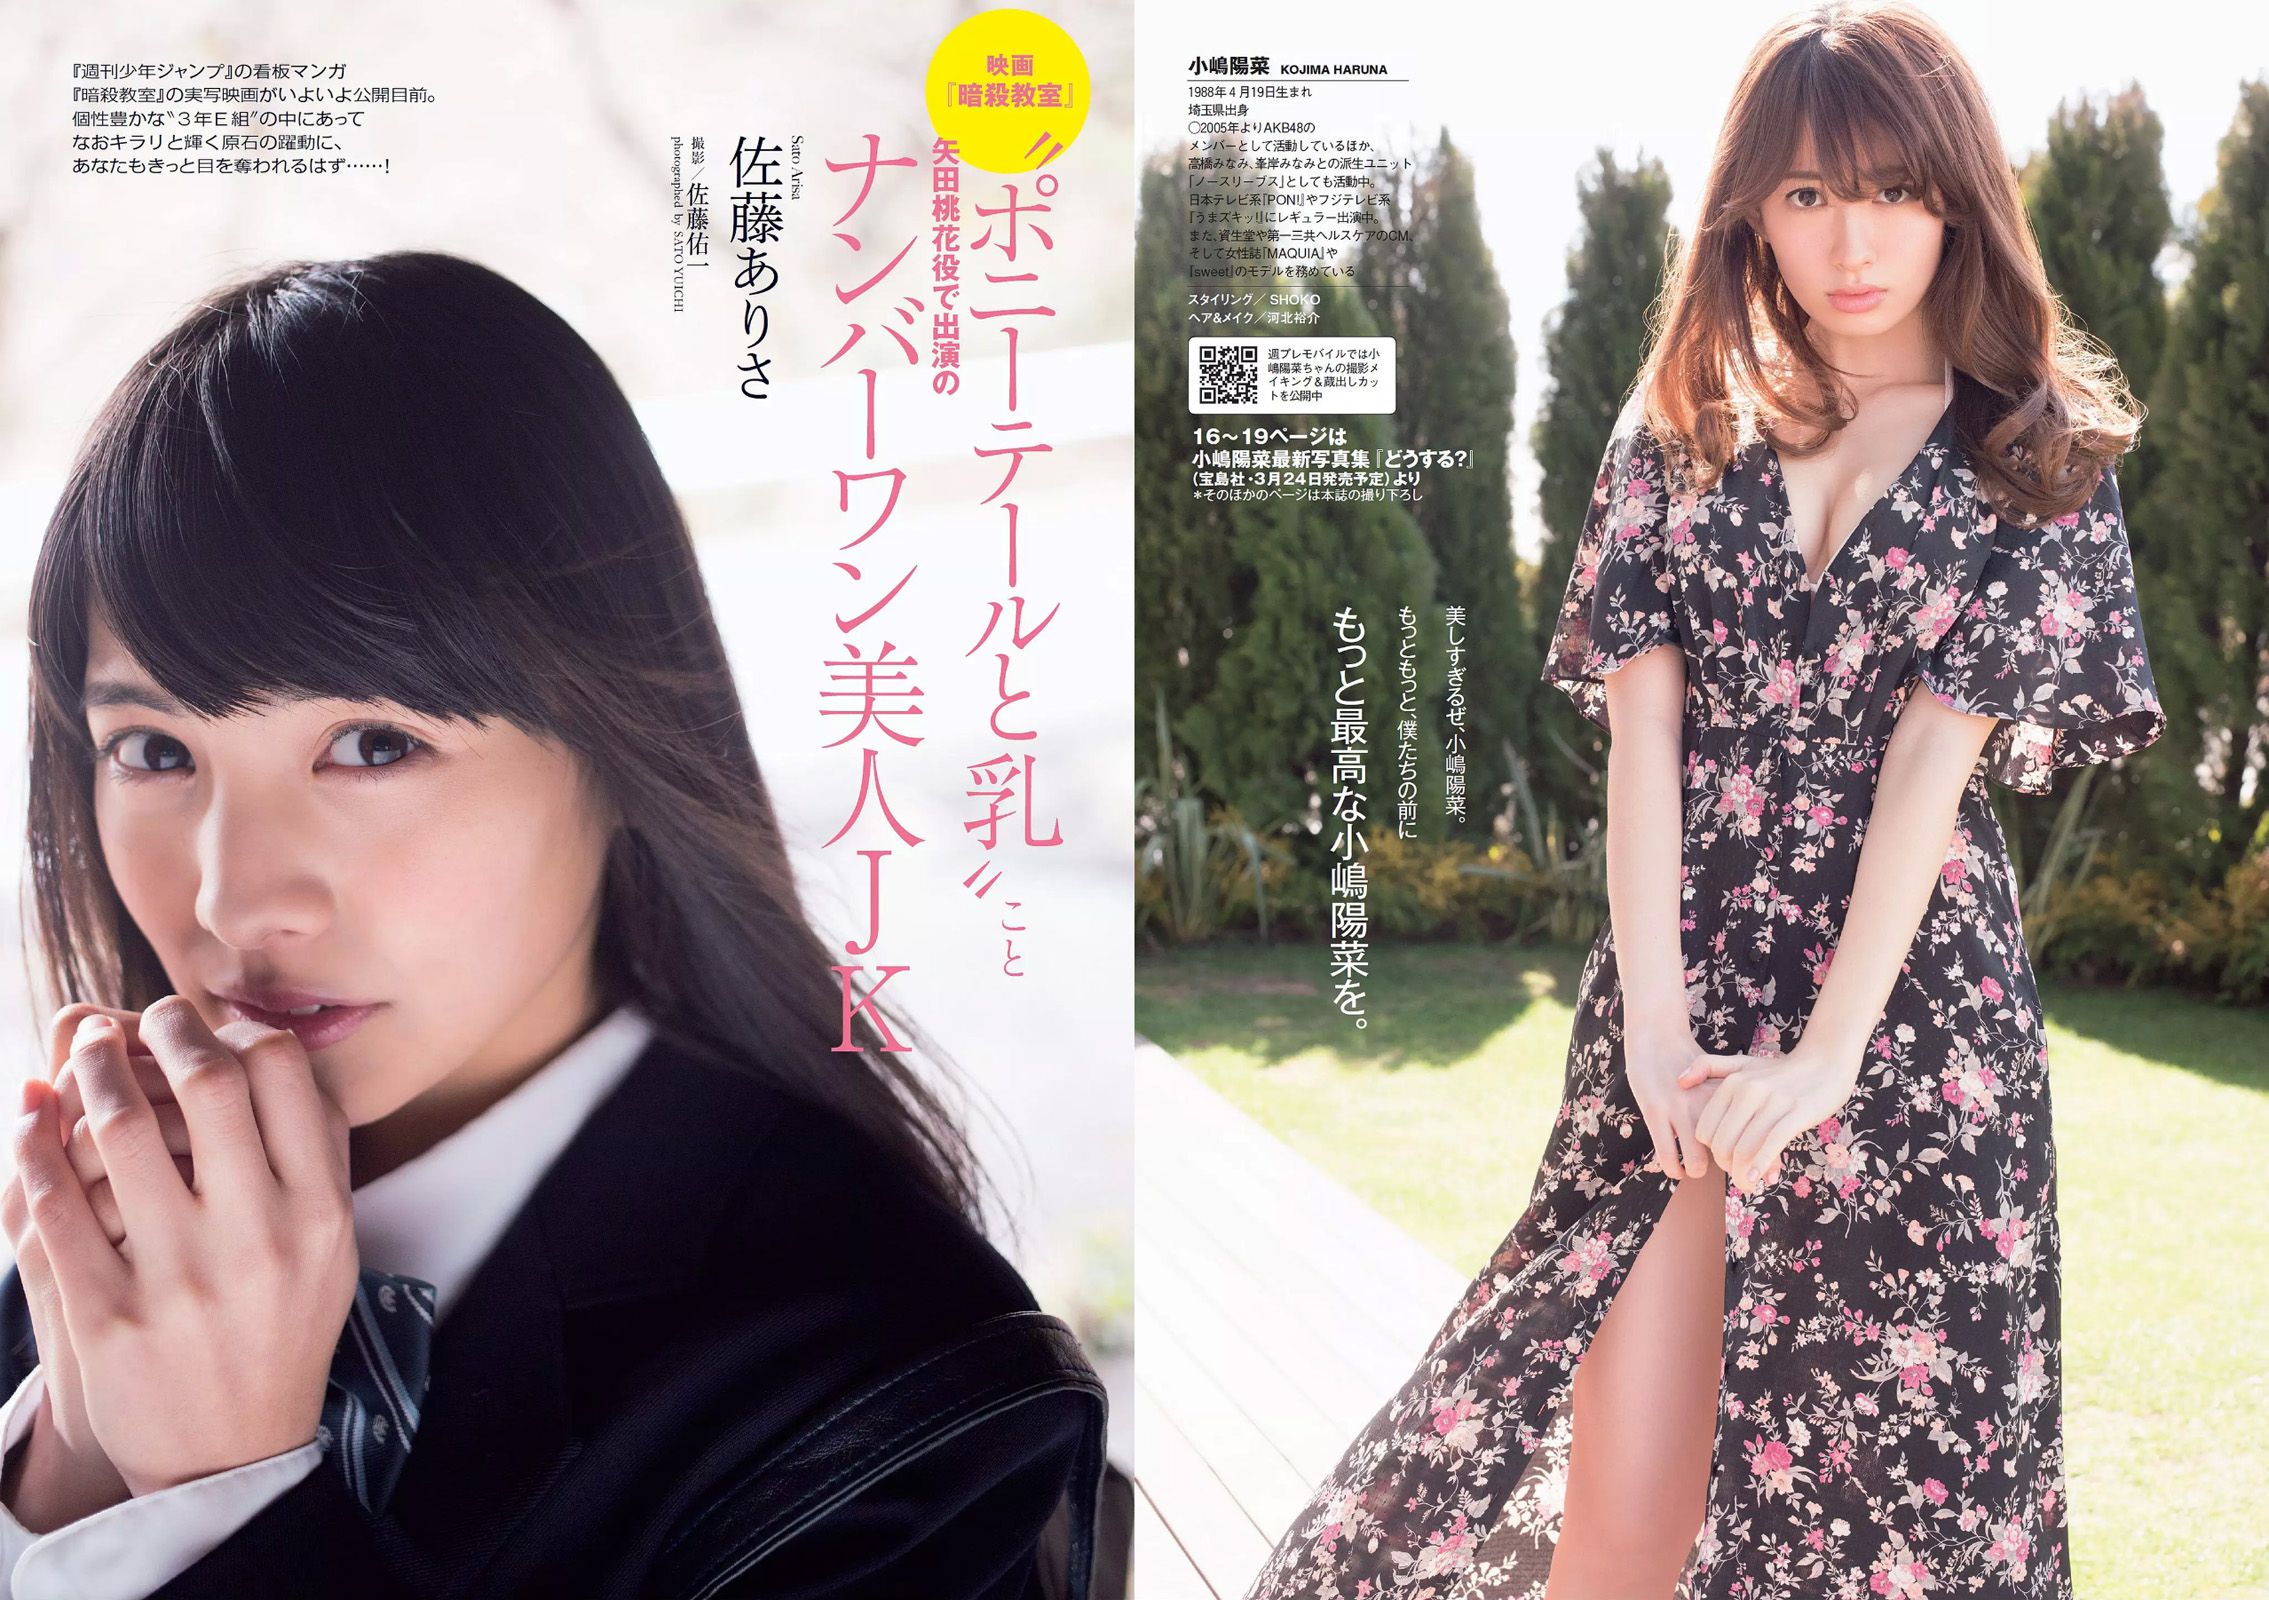 『週刊少年ジャンプ』の看板マンガ
『暗殺教室』の実写映画がいよいよ公開目前。
個性豊かな〝3年E組〟の中にあって
なおキラリと輝く原石の躍動に、
あなたもきっと目を奪われるはず……!
映画
『暗殺教室』
矢田桃花役で出演の
〝ポニーテールと乳〟こと
ナンバーワン美人JK
佐藤ありさ
Sato Arisa
撮影／佐藤佑一
photographed by SATO YUICHI
小嶋陽菜 KOJIMA HARUNA
1988年4月19日生まれ
埼玉県出身
○2005年よりAKB48の
メンバーとして活動しているほか、
高橋みなみ、峯岸みなみとの派生ユニット
「ノースリーブス」としても活動中。
日本テレビ系『PON!』やフジテレビ系
『うまズキッ!』にレギュラー出演中。
また、資生堂や第一三共ヘルスケアのCM、
そして女性誌『MAQUIA』や
『sweet』のモデルを務めている
スタイリング／SHOKO
ヘア&メイク／河北裕介
週プレモバイルでは小
嶋陽菜ちゃんの撮影メ
イキング&蔵出しカッ
トを公開中
16〜19ページは
小嶋陽菜最新写真集『どうする?』
(宝島社・3月24日発売予定)より
*そのほかのページは本誌の撮り下ろし
美しすぎるぜ、小嶋陽菜。
もっともっと、僕たちの前に
もっと最高な小嶋陽菜を。